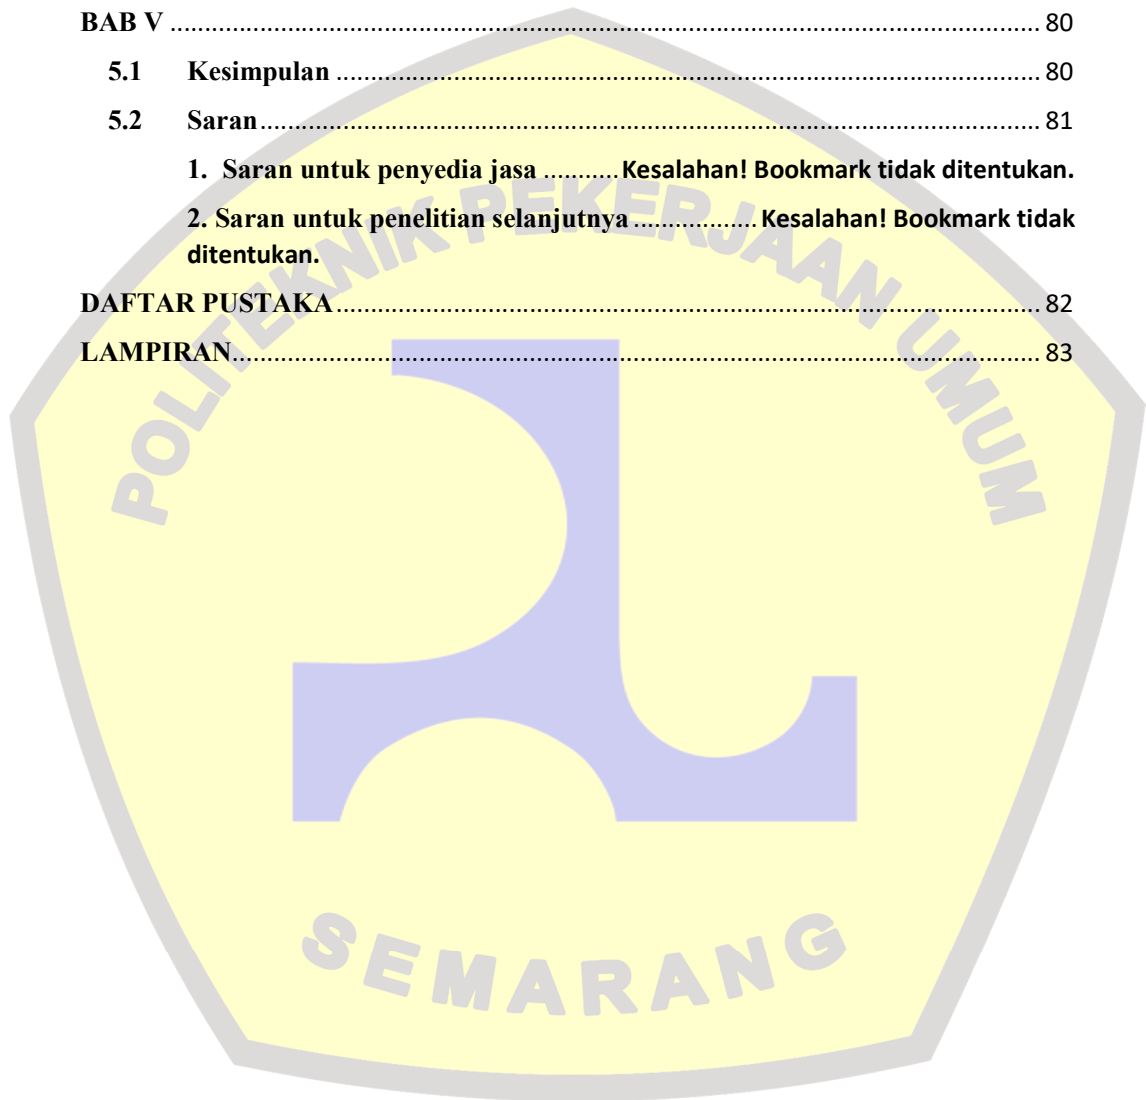 BAB V ........................................................................................................................ 80
5.1 Kesimpulan ........................................................................................................ 80
5.2 Saran ................................................................................................................... 81
1. Saran untuk penyedia jasa ........... Kesalahan! Bookmark tidak ditentukan.
2. Saran untuk penelitian selanjutnya ................. Kesalahan! Bookmark tidak
ditentukan.
DAFTAR PUSTAKA ........................................................................................................ 82
LAMPIRAN ...................................................................................................................... 83
POLITEKNIK PEKERJAAN UMUM
SEMARANG